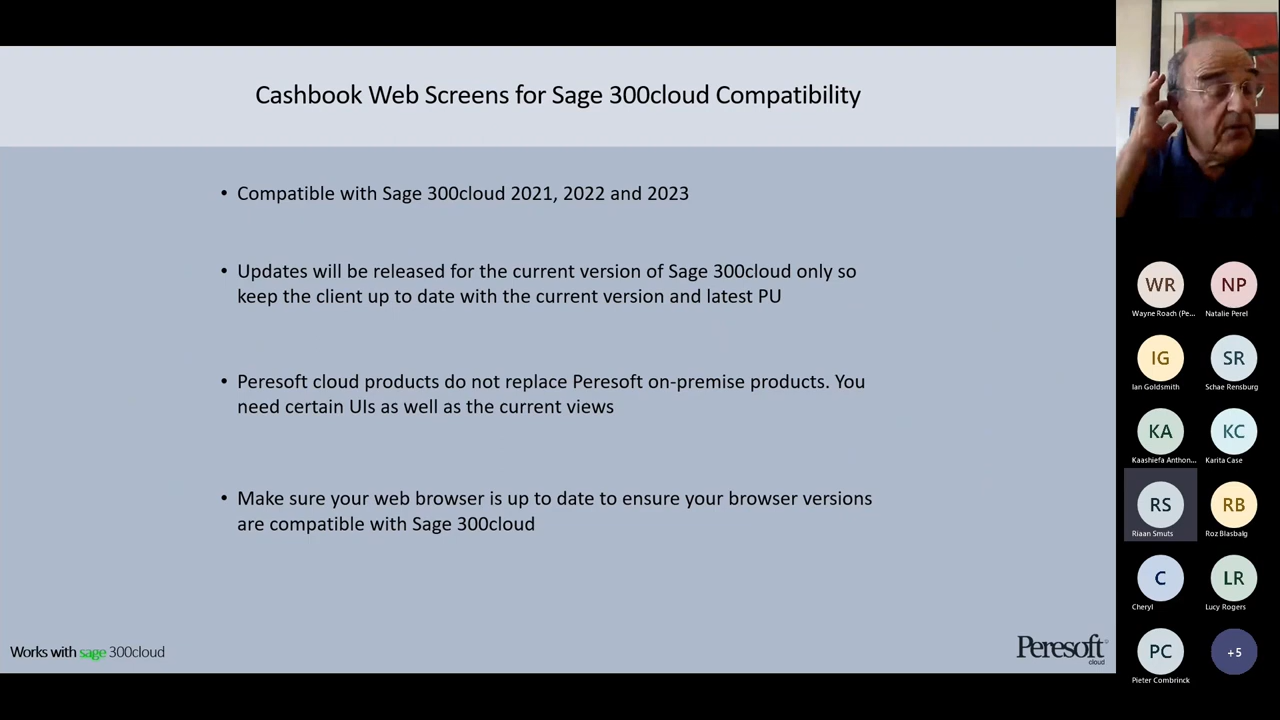 Cashbook Web Screens for Sage 300cloud Compatibility
• Compatible with Sage 300cloud 2021, 2022 and 2023
• Updates will be released for the current version of Sage 300cloud only so
keep the client up to date with the current version and latest PU
• Peresoft cloud products do not replace Peresoft on-premise products. You
need certain UIs as well as the current views
• Make sure your web browser is up to date to ensure your browser versions
are compatible with Sage 300cloud
Works with sage 300cloud
Peresoft
cloud
WR
Wayne Roach (Pe...
NP
Natalie Perel
IG
Ian Goldsmith
SR
Schae Rensburg
KA
Kaashiefa Anthon...
KC
Karita Case
RS
Riaan Smuts
RB
Roz Blasbalg
C
Cheryl
LR
Lucy Rogers
PC
Pieter Combrinck
+5